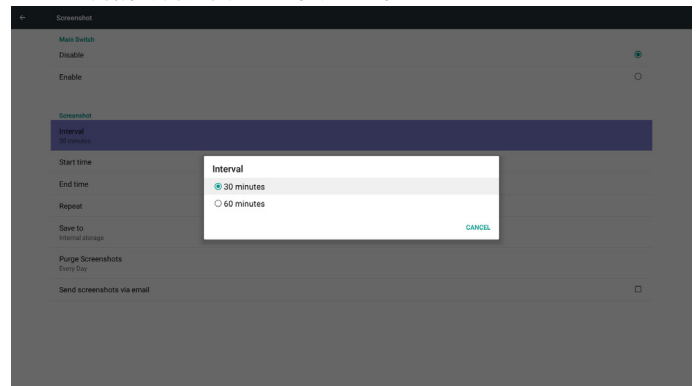 Screenshot
Main Switch
Disable
Enable
Screenshot
Interval
30 minutes
Start time
End time
Repeat
Save to
Internal storage
Purge Screenshots
Every Day
Send screenshots via email
Interval
30 minutes
60 minutes
CANCEL